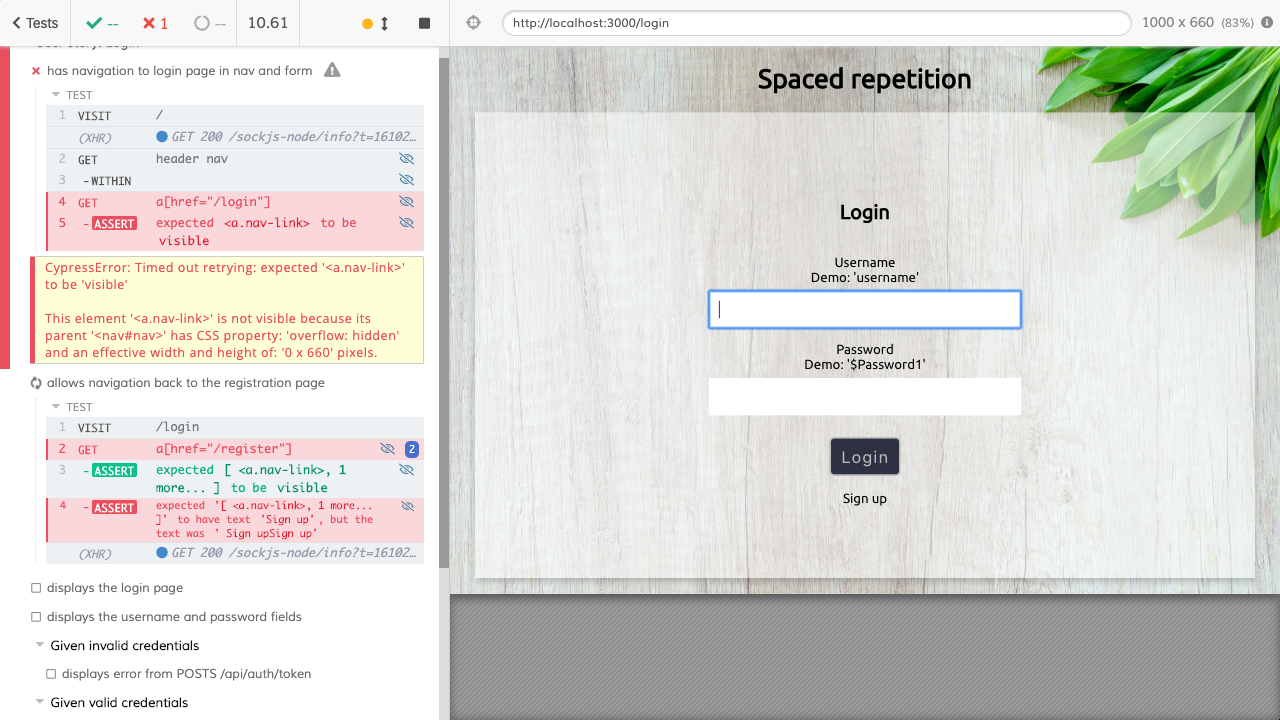 Tests
--
1
--
10.61
http://localhost:3000/login
1000 x 660 (83%)
has navigation to login page in nav and form
TEST
1 VISIT /
(XHR) GET 200 /sockjs-node/info?t=16102…
2 GET header nav
3 -WITHIN
4 GET a[href="/login"]
5 -ASSERT expected <a.nav-link> to be
visible
CypressError: Timed out retrying: expected '<a.nav-link>'
to be 'visible'
This element '<a.nav-link>' is not visible because its
parent '<nav#nav>' has CSS property: 'overflow: hidden'
and an effective width and height of: '0 x 660' pixels.
allows navigation back to the registration page
TEST
1 VISIT /login
2 GET a[href="/register"] 2
3 -ASSERT expected [ <a.nav-link>, 1
more... ] to be visible
4 -ASSERT expected '[ <a.nav-link>, 1 more...
]' to have text 'Sign up', but the
text was ' Sign upSign up'
(XHR) GET 200 /sockjs-node/info?t=16102…
displays the login page
displays the username and password fields
Given invalid credentials
displays error from POSTS /api/auth/token
Given valid credentials
Spaced repetition
Login
Username
Demo: 'username'
Password
Demo: '$Password1'
Login
Sign up